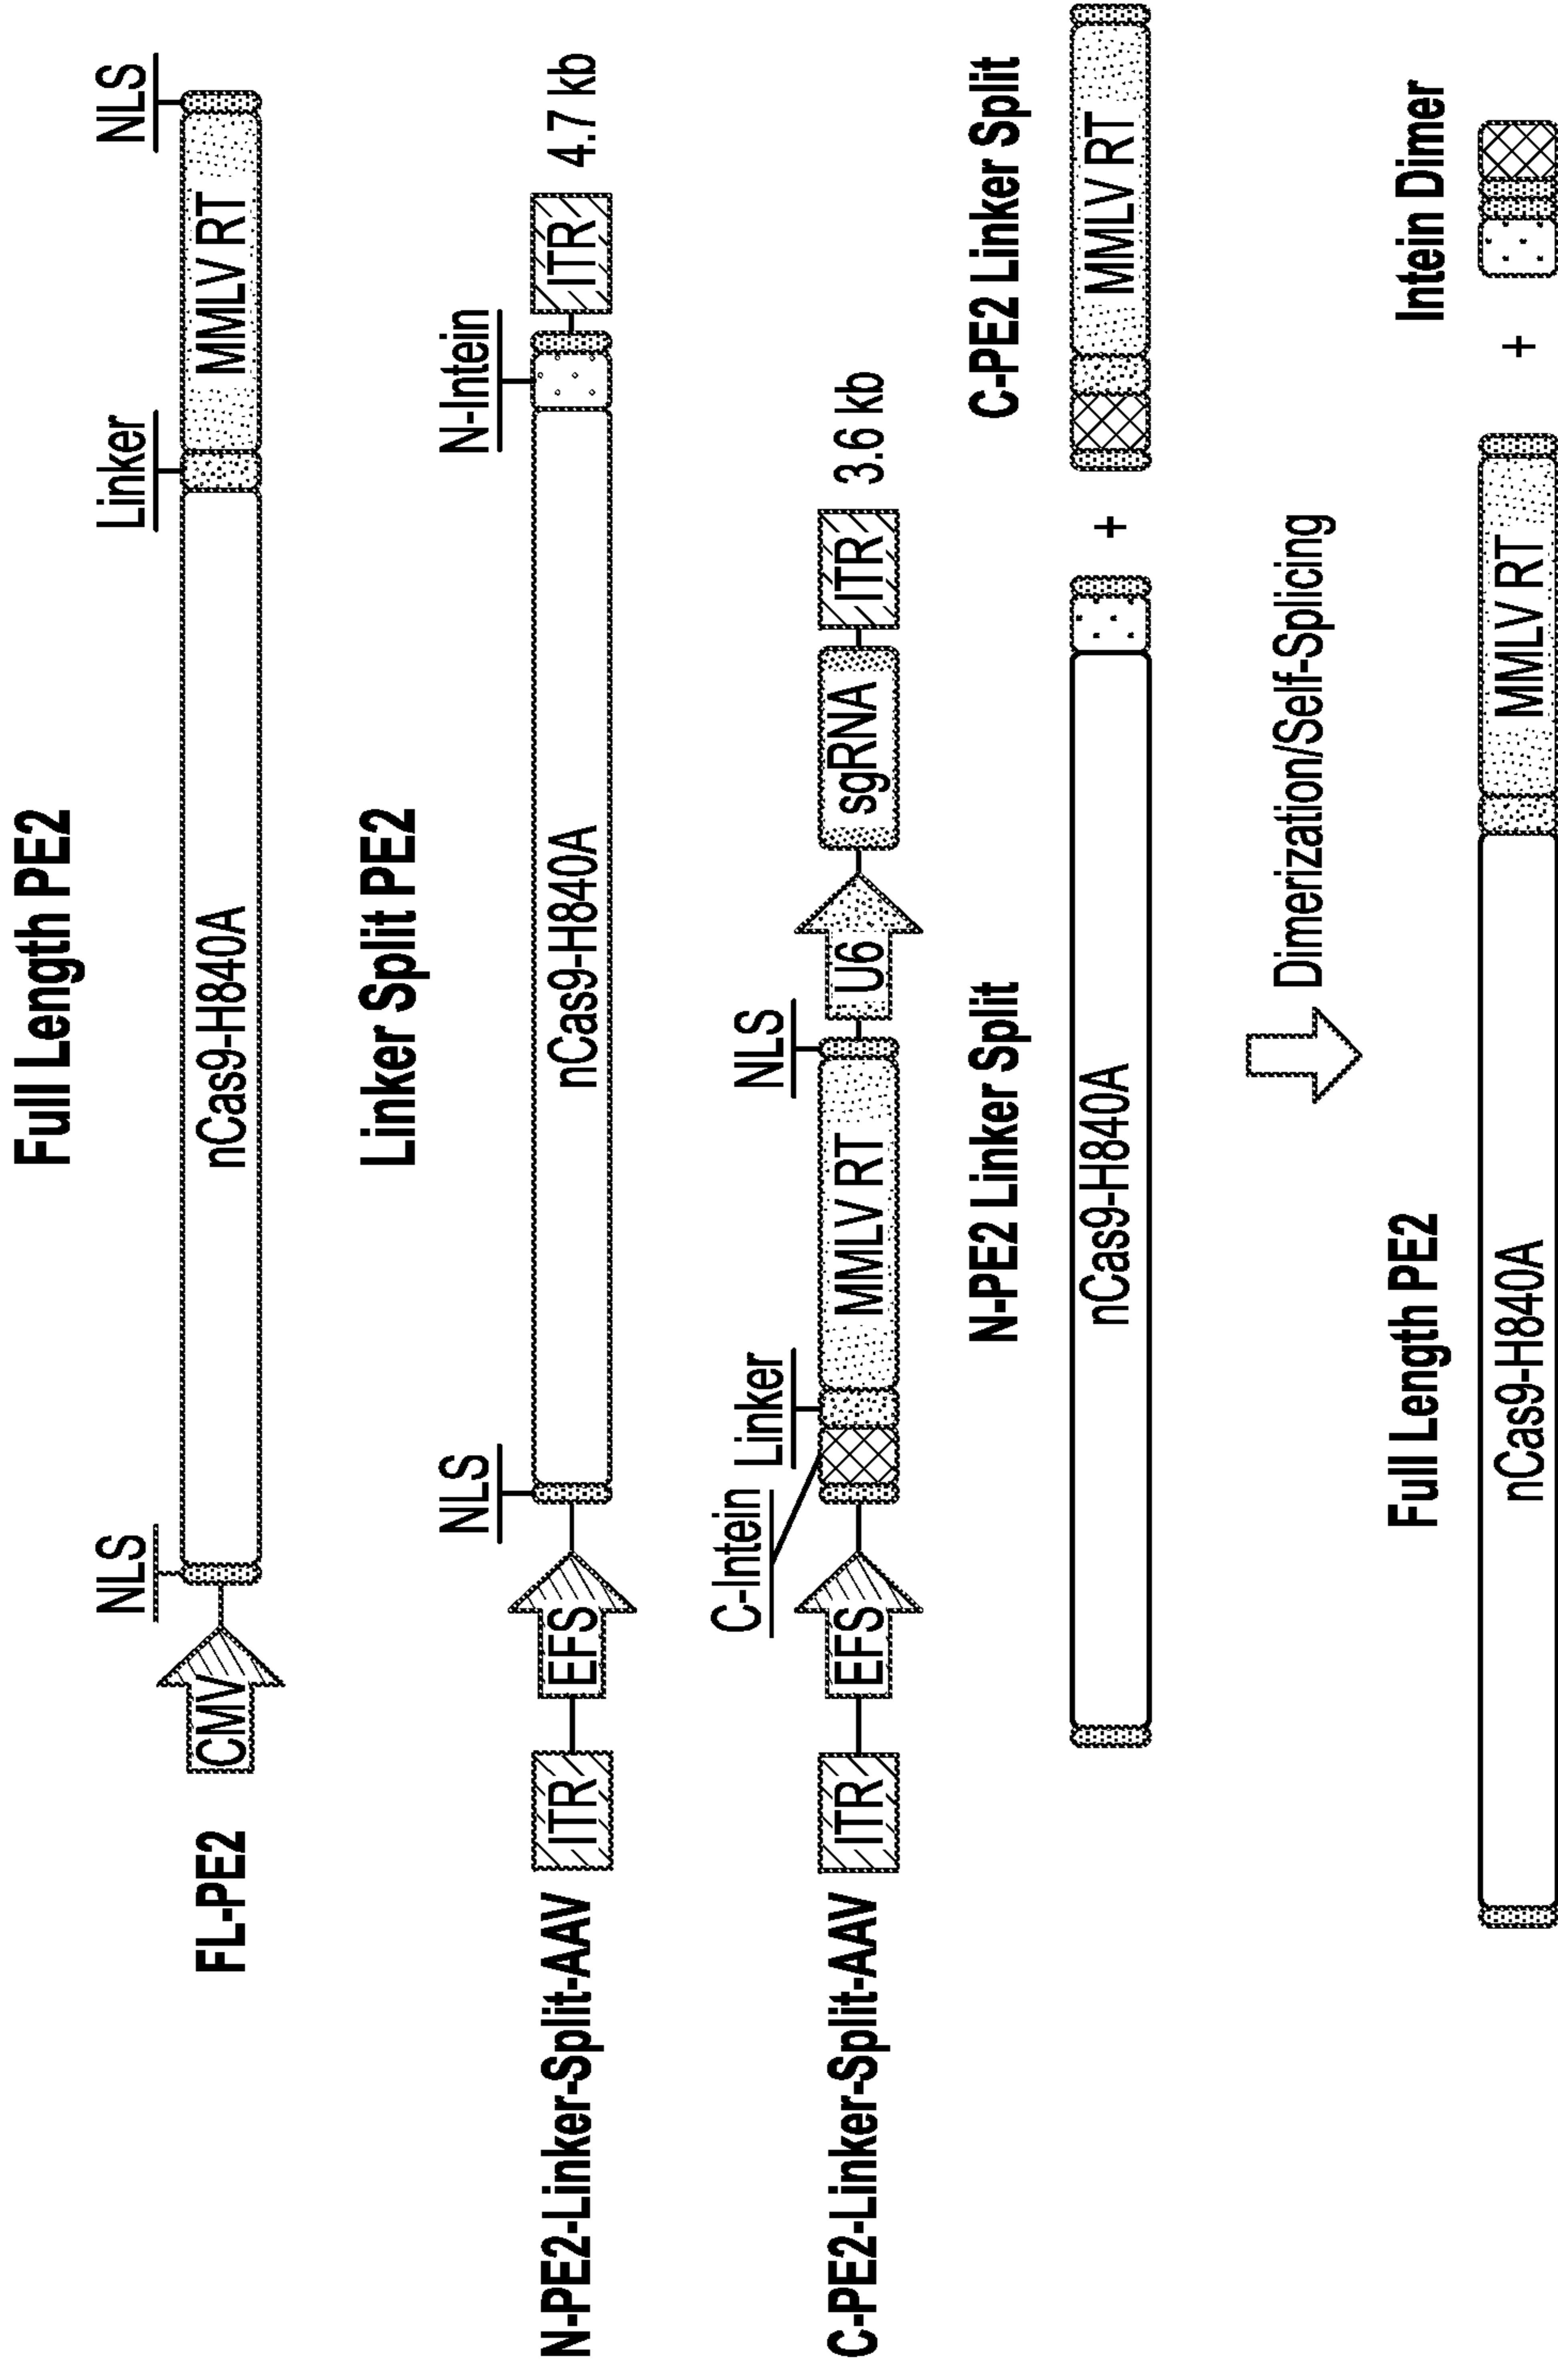 Full Length PE2
NLS
Linker
NLS
FL-PE2
CMV
nCas9-H840A
MMLV RT
Linker Split PE2
NLS
N-Intein
N-PE2-Linker-Split-AAV
ITR
EFS
nCas9-H840A
ITR
4.7 kb
C-Intein
Linker
NLS
C-PE2-Linker-Split-AAV
ITR
EFS
MMLV RT
U6
sgRNA
ITR
3.6 kb
N-PE2 Linker Split
C-PE2 Linker Split
nCas9-H840A
+
MMLV RT
Dimerization/Self-Splicing
Full Length PE2
Intein Dimer
nCas9-H840A
MMLV RT
+